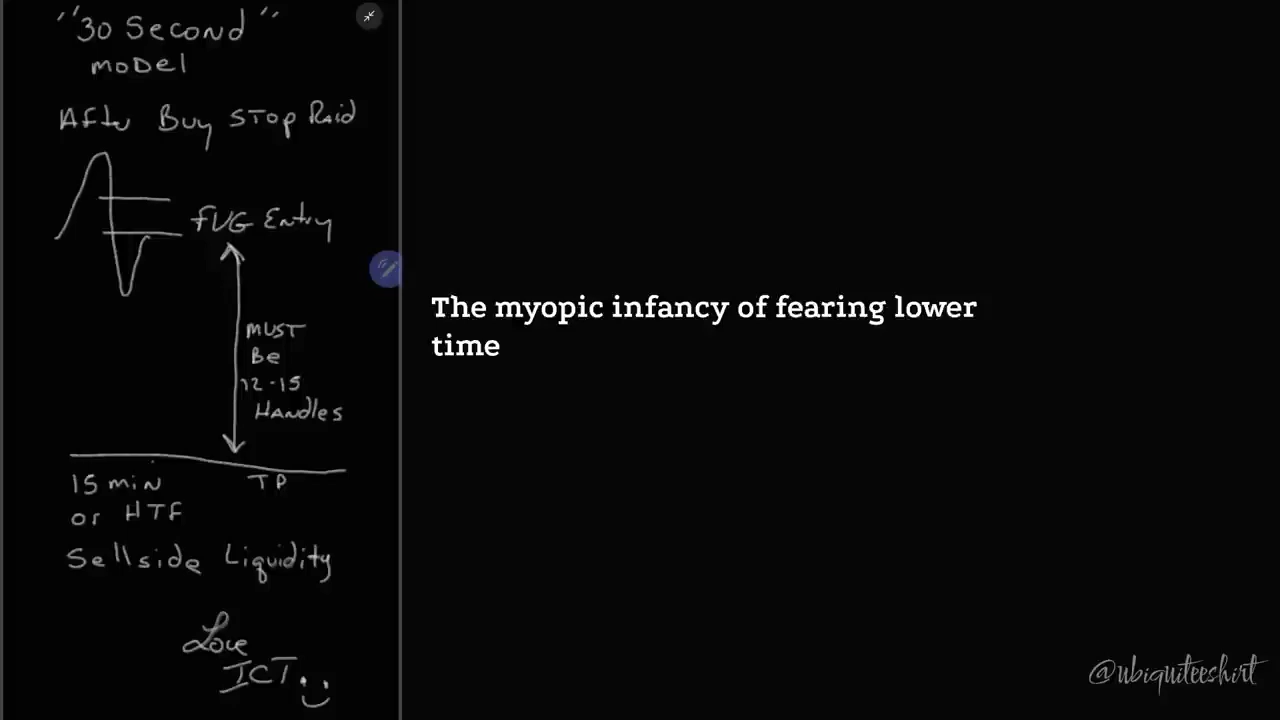 "30 Second"
model
After Buy Stop Raid
FVG Entry
MUST
Be
12-15
HANDles
15 min
TP
or HTF
Sellside Liquidity
Love
ICT
The myopic infancy of fearing lower
time
@ubiquiteeshirt